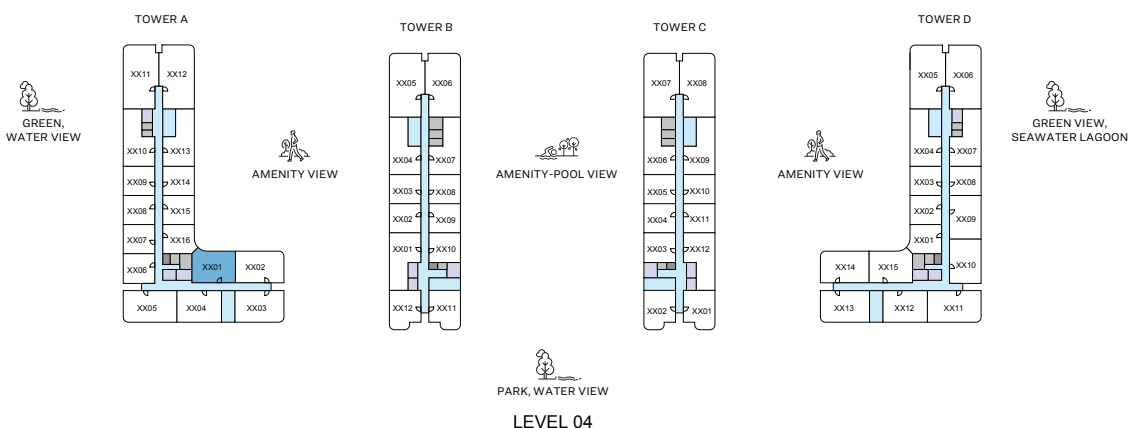 TOWER A
TOWER B
TOWER C
TOWER D
XX11
XX12
XX10
XX13
XX09
XX14
XX08
XX15
XX07
XX16
XX06
XX01
XX02
XX05
XX04
XX03
XX05
XX06
XX04
XX07
XX03
XX08
XX02
XX09
XX01
XX10
XX12
XX11
XX07
XX08
XX06
XX09
XX05
XX10
XX04
XX11
XX03
XX12
XX02
XX01
XX05
XX06
XX04
XX07
XX03
XX08
XX02
XX09
XX01
XX14
XX15
XX10
XX13
XX12
XX11
GREEN,
WATER VIEW
AMENITY VIEW
AMENITY-POOL VIEW
AMENITY VIEW
GREEN VIEW,
SEAWATER LAGOON
PARK, WATER VIEW
LEVEL 04